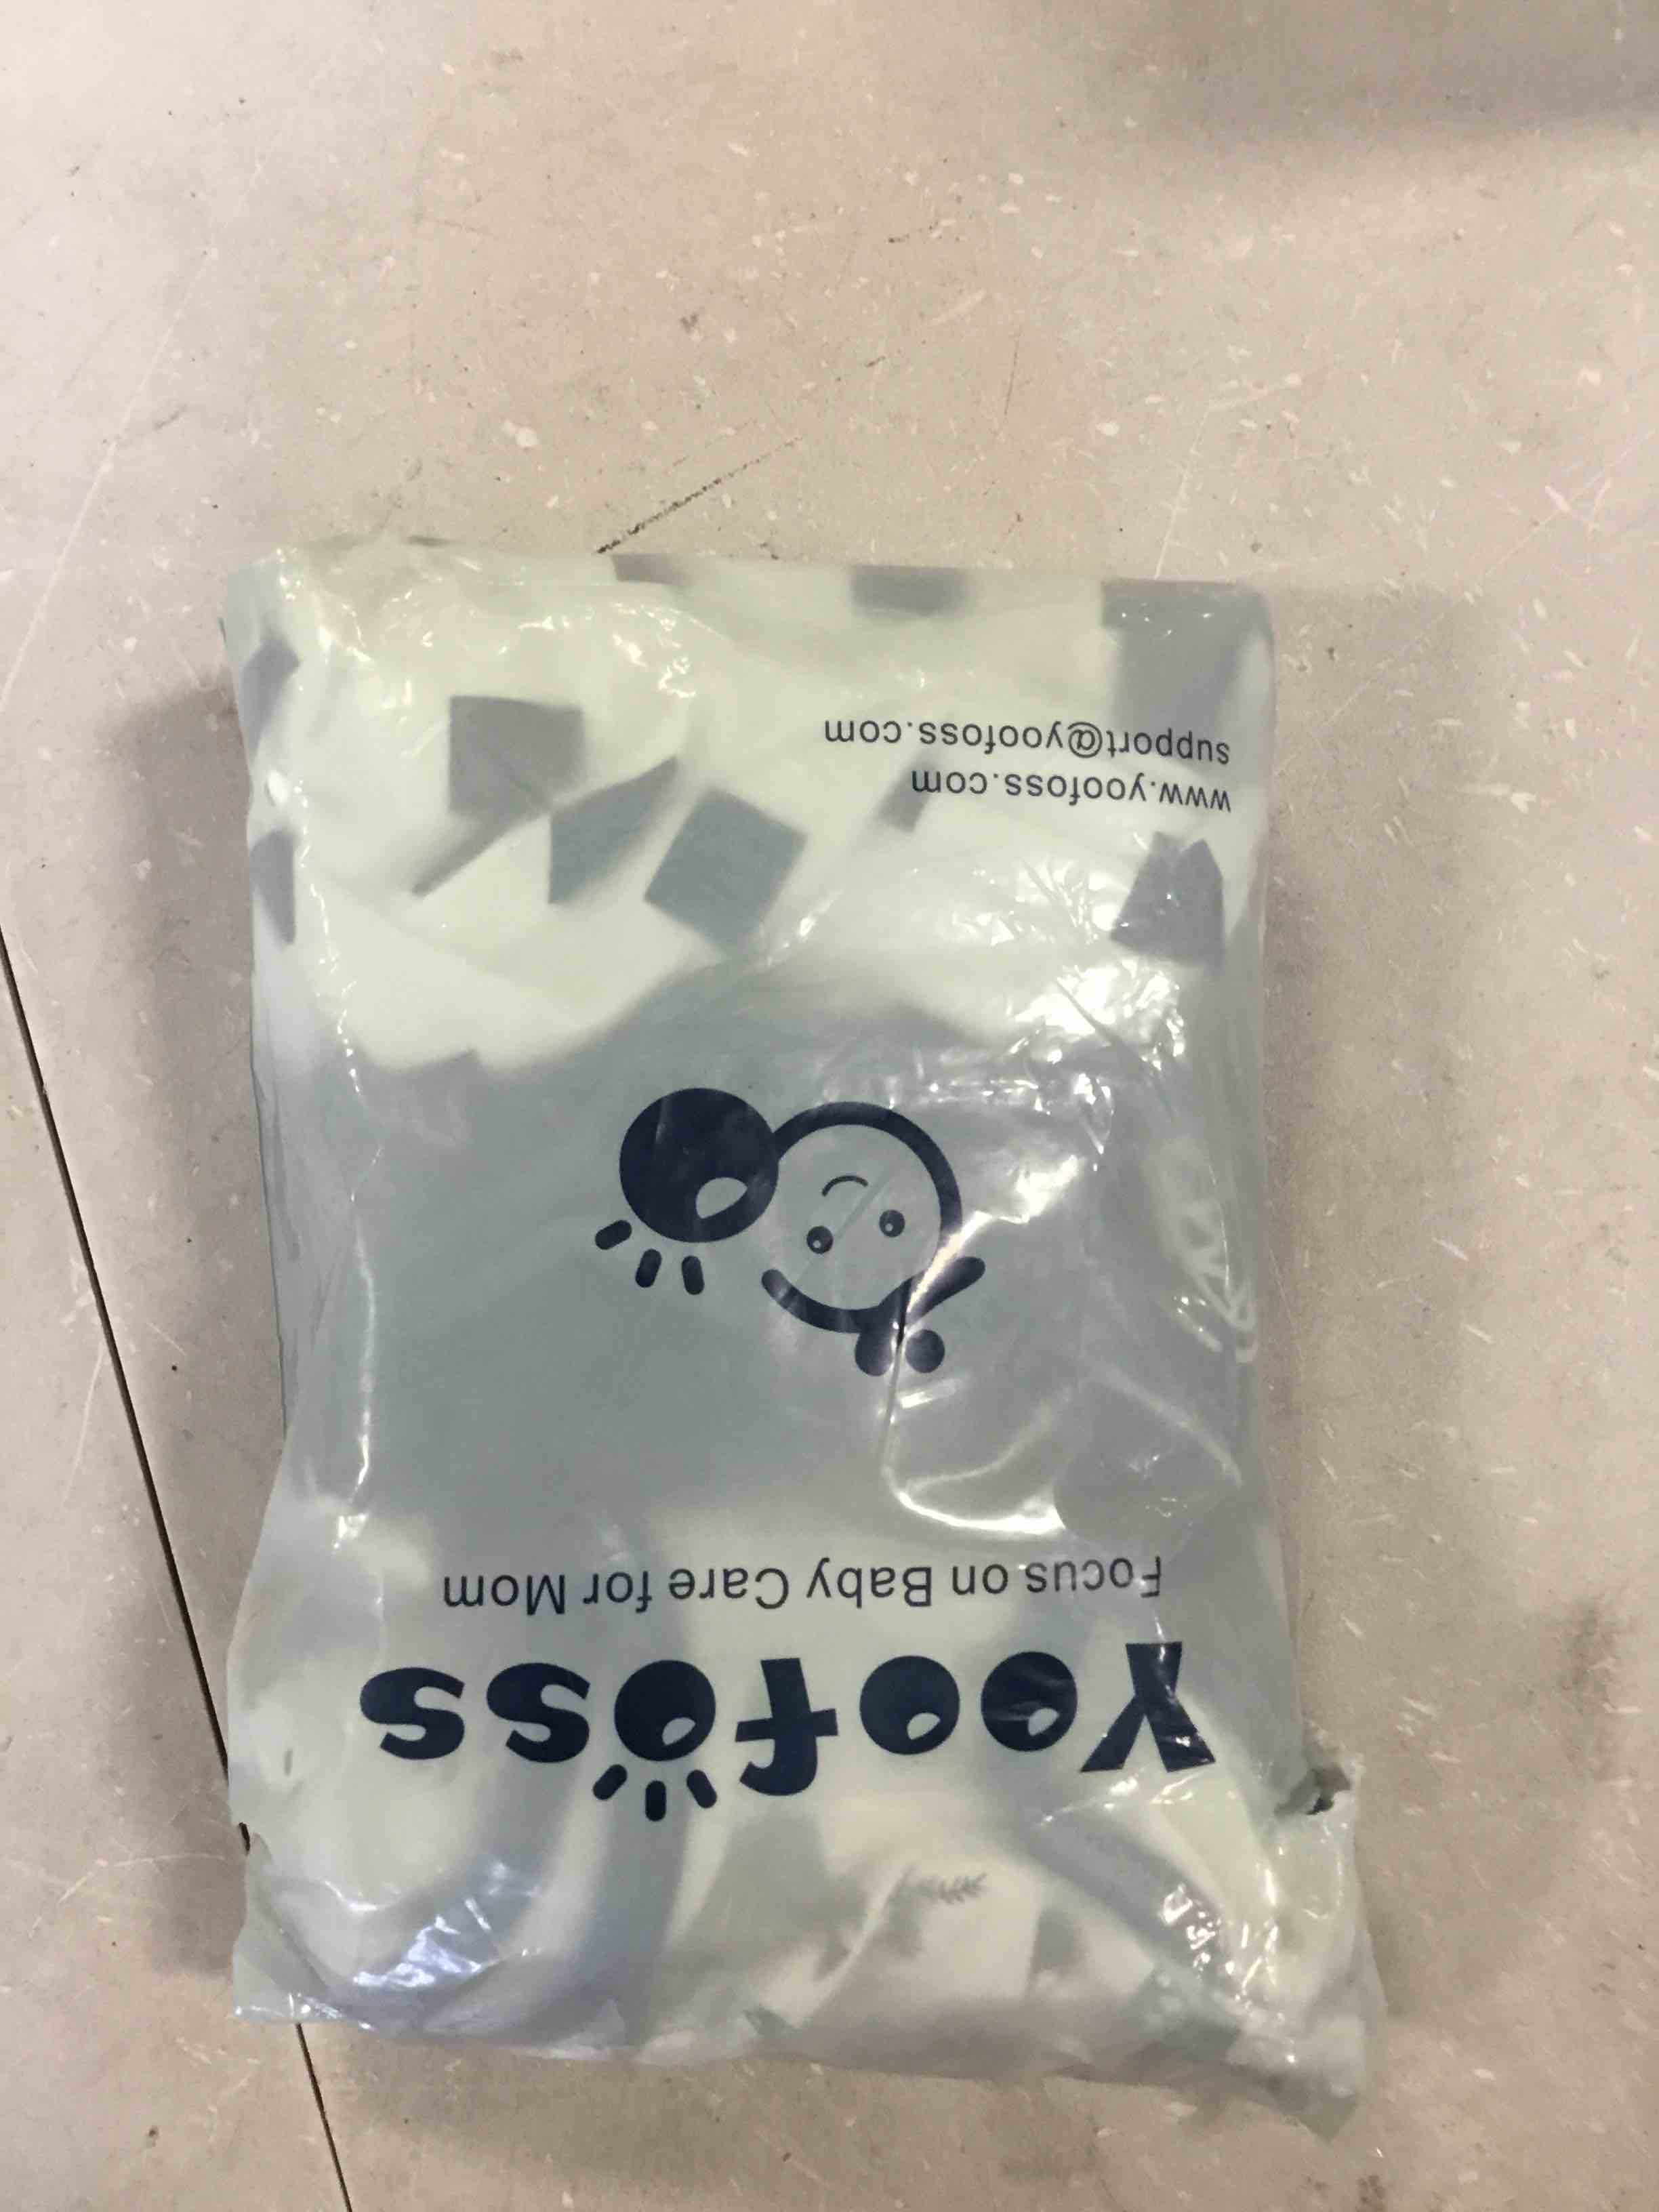 Yoofoss
Focus on Baby Care for Mom
www.yoofoss.com
support@yoofoss.com